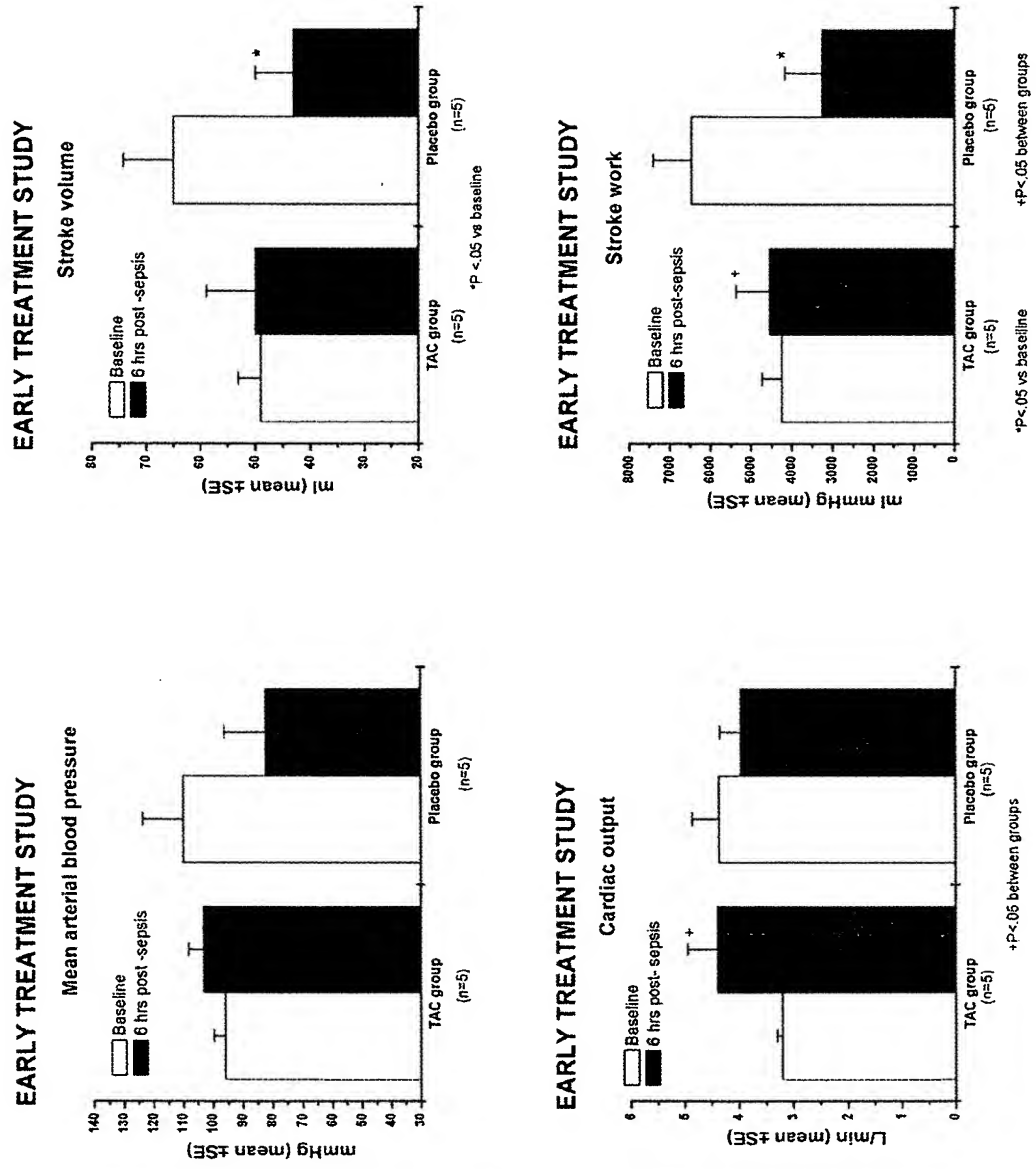 EARLY TREATMENT STUDY
Mean arterial blood pressure
Baseline
6 hrs post -sepsis
mmHg (mean ±SE)
140
130
120
110
100
90
80
70
60
50
40
30
TAC group
(n=5)
Placebo group
(n=5)
EARLY TREATMENT STUDY
Stroke volume
Baseline
6 hrs post -sepsis
ml (mean ±SE)
80
70
60
50
40
30
20
*
TAC group
(n=5)
Placebo group
(n=5)
*P <.05 vs baseline
EARLY TREATMENT STUDY
Cardiac output
Baseline
6 hrs post- sepsis
L/min (mean ±SE)
6
5
4
3
2
1
0
+
TAC group
(n=5)
Placebo group
(n=5)
+P<.05 between groups
EARLY TREATMENT STUDY
Stroke work
Baseline
6 hrs post-sepsis
ml mmHg (mean ±SE)
8000
7000
6000
5000
4000
3000
2000
1000
0
+
*
TAC group
(n=5)
Placebo group
(n=5)
*P<.05 vs baseline
+P<.05 between groups